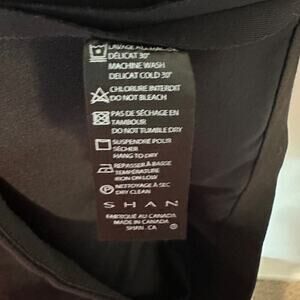 LAVAGE
DÉLICAT 30°
MACHINE WASH
DELICAT COLD 30°
CHLORURE INTERDIT
DO NOT BLEACH
PAS DE SÉCHAGE EN
TAMBOUR
DO NOT TUMBLE DRY
SUSPENDRE POUR
SÉCHER
HANG TO DRY
REPASSER À BASSE
TEMPÉRATURE
IRON ON LOW
NETTOYAGE À SEC
DRY CLEAN
SHAN
FABRIQUÉ AU CANADA
MADE IN CANADA
SHAN.CA